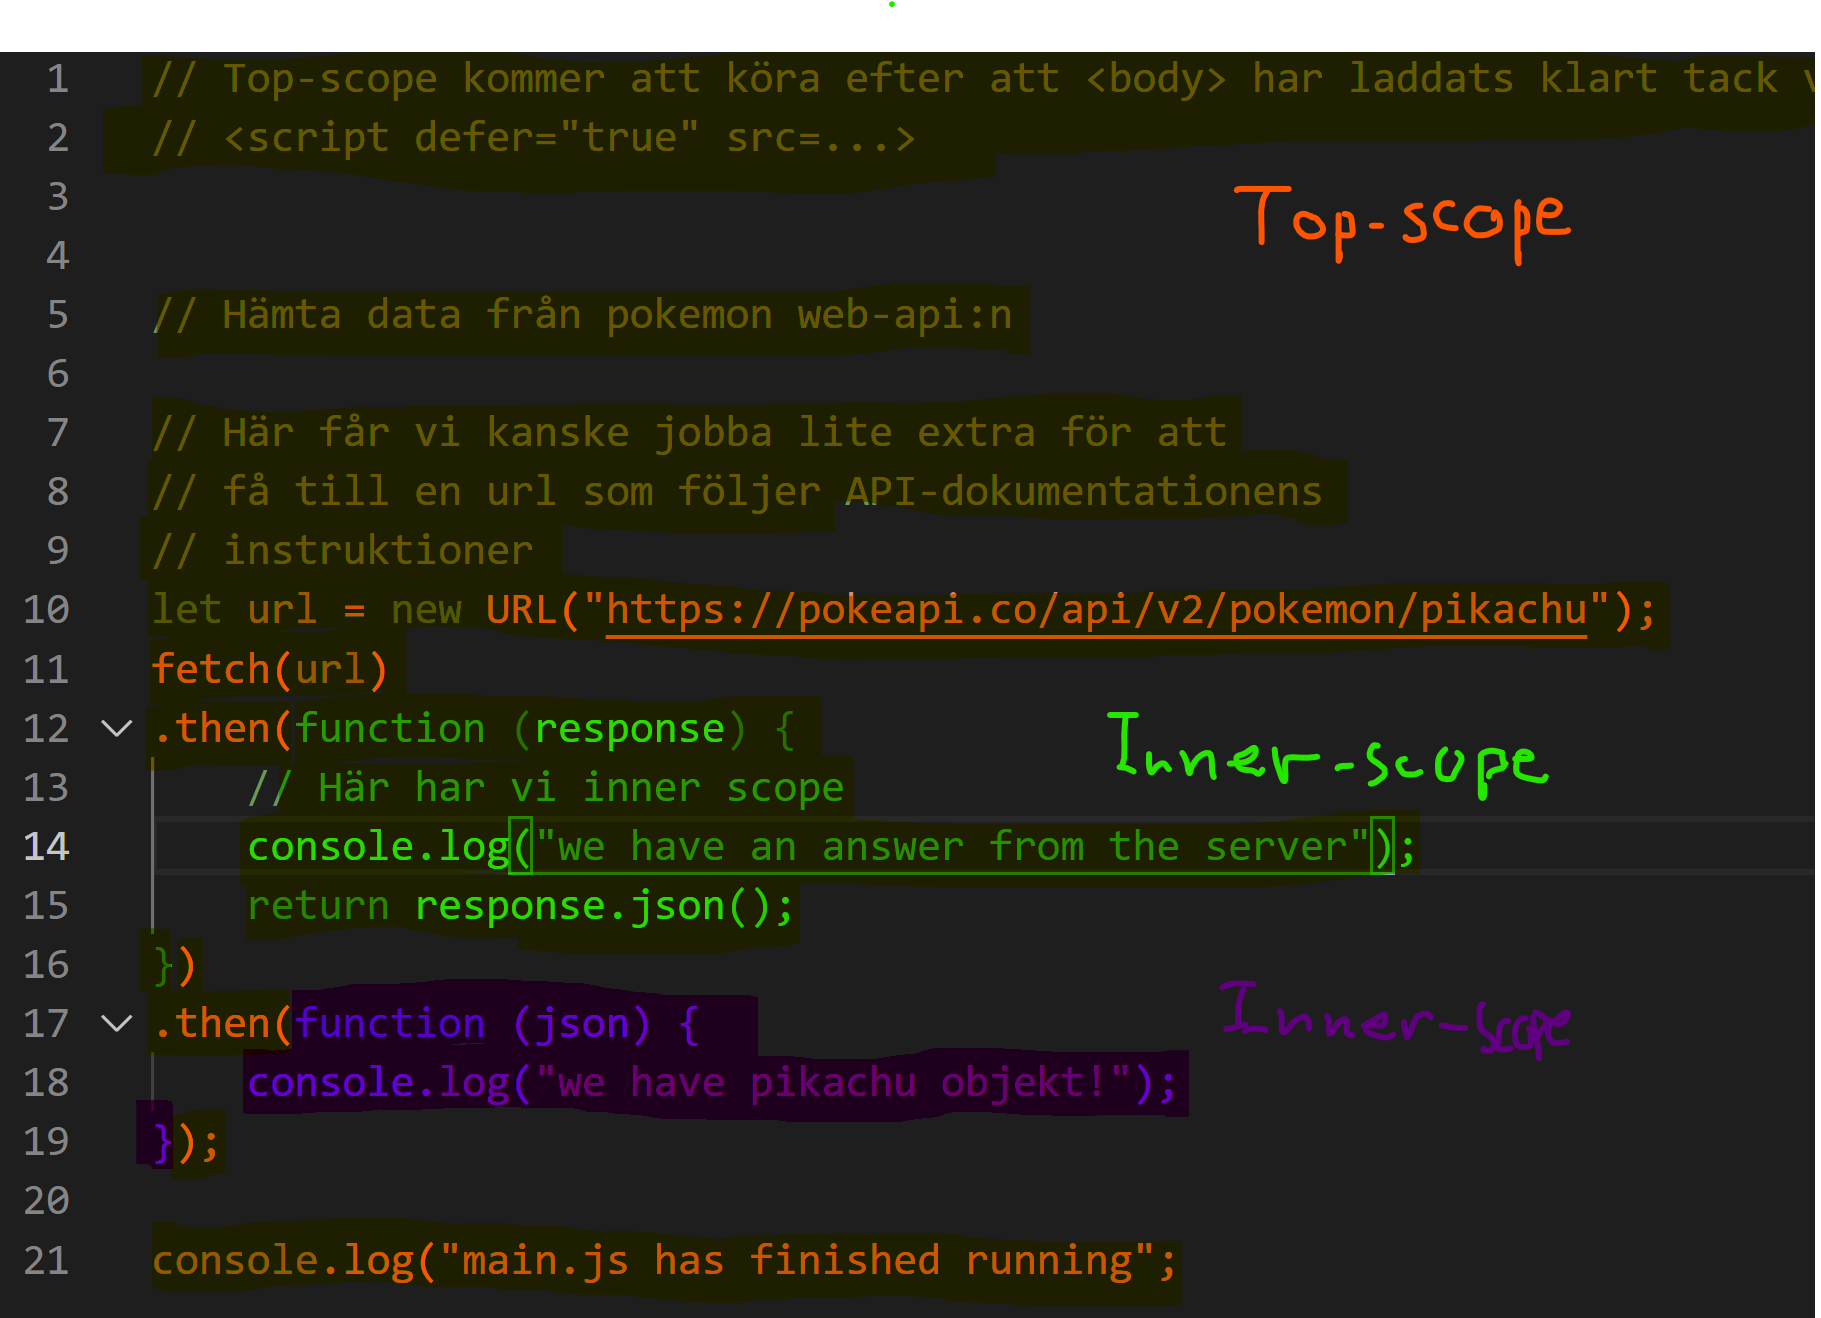 1 // Top-scope kommer att köra efter att <body> har laddats klart tack
2 // <script defer="true" src=...>
3
Top-scope
4
5 // Hämta data från pokemon web-api:n
6
7 // Här får vi kanske jobba lite extra för att
8 // få till en url som följer API-dokumentationens
9 // instruktioner
10 let url = new URL("https://pokeapi.co/api/v2/pokemon/pikachu");
11 fetch(url)
12 .then(function (response) {
Inner-scope
13 // Här har vi inner scope
14 console.log("we have an answer from the server");
15 return response.json();
16 })
17 .then(function (json) {
Inner-scope
18 console.log("we have pikachu objekt!");
19 });
20
21 console.log("main.js has finished running";